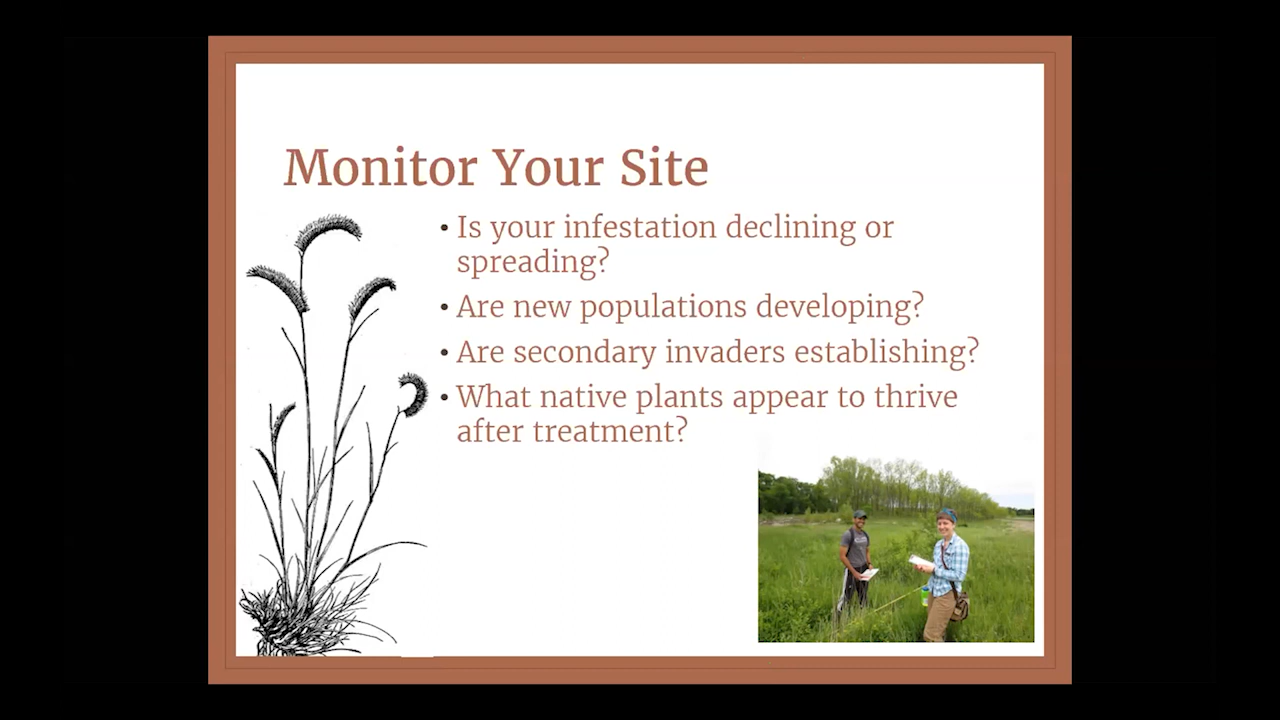 Monitor Your Site
• Is your infestation declining or
spreading?
• Are new populations developing?
• Are secondary invaders establishing?
• What native plants appear to thrive
after treatment?